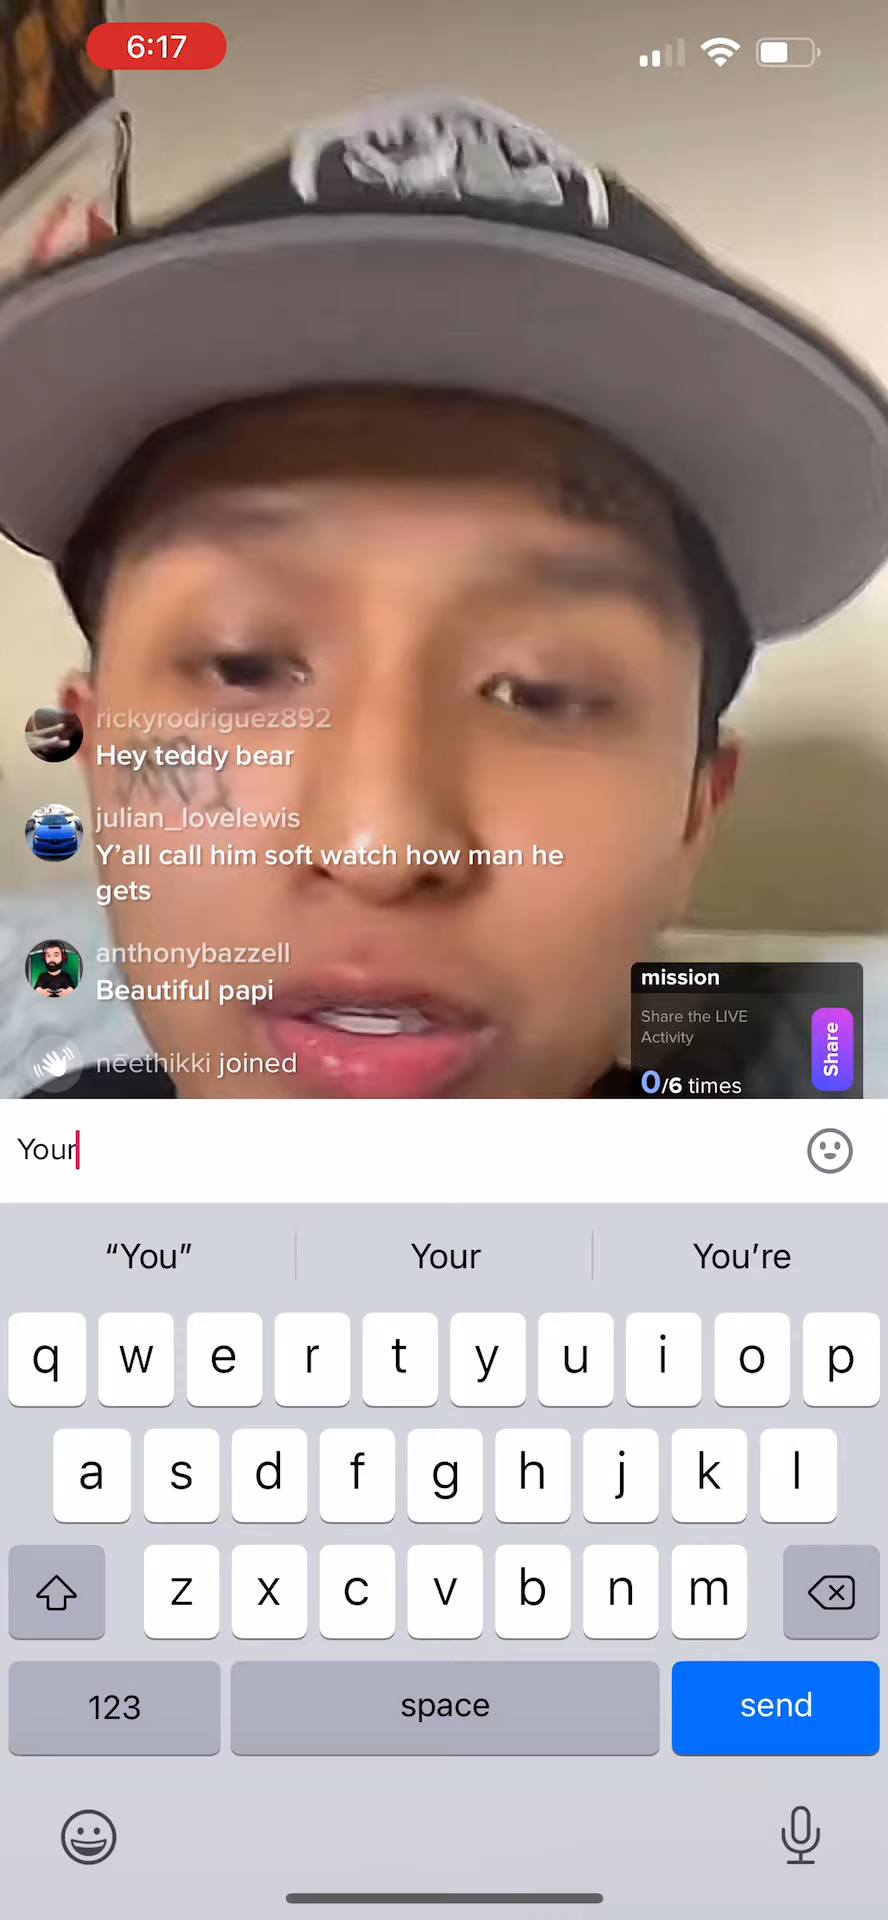 6:17
rickyrodriguez892
Hey teddy bear
julian_lovelewis
Y'all call him soft watch how man he
gets
anthonybazzell
Beautiful papi
neethikki joined
mission
Share the LIVE
Activity
0/6 times
Share
Your
“You”
Your
You’re
q w e r t y u i o p
a s d f g h j k l
z x c v b n m
123
space
send